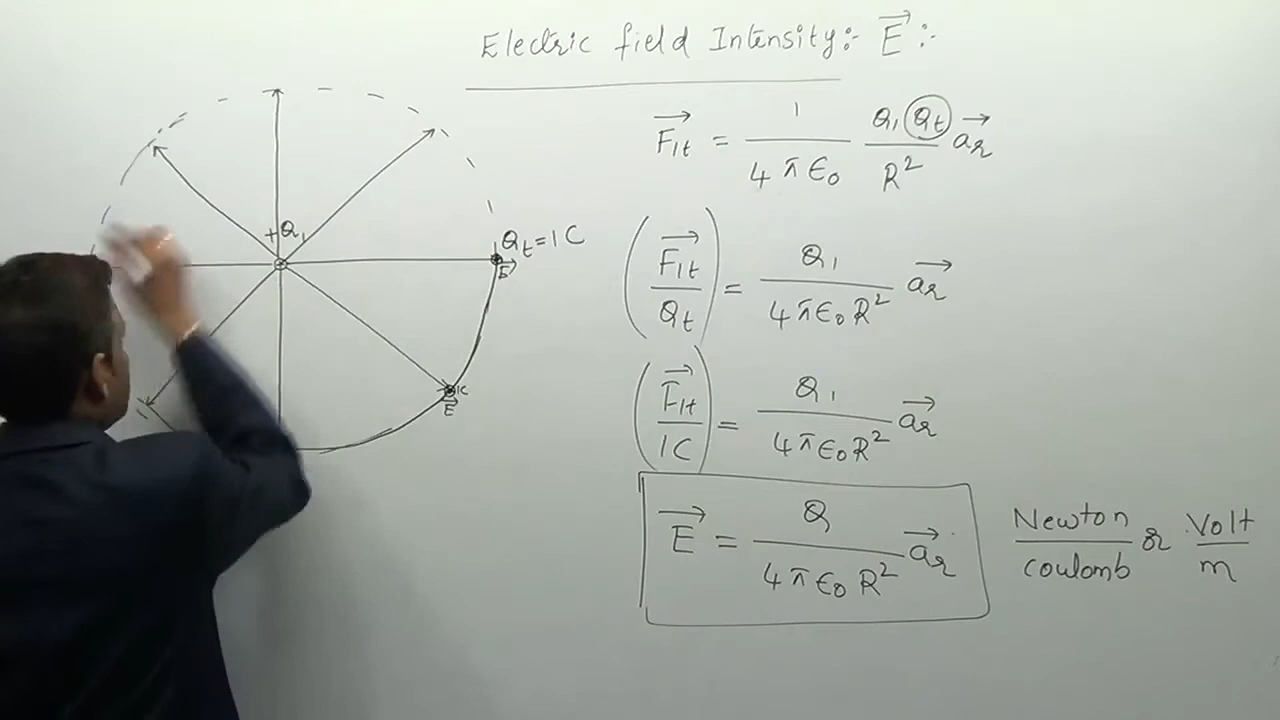 Electric field Intensity:- E⃗ :-
F⃗₁t = 1 / 4πε₀ Q₁Qt / R² a⃗r
+Q₁
Qt = 1C
E⃗
(F⃗₁t / Qt) = Q₁ / 4πε₀R² a⃗r
1C
E⃗
(F⃗₁t / 1C) = Q₁ / 4πε₀R² a⃗r
E⃗ = Q / 4πε₀R² a⃗r
Newton / coulomb or Volt / m